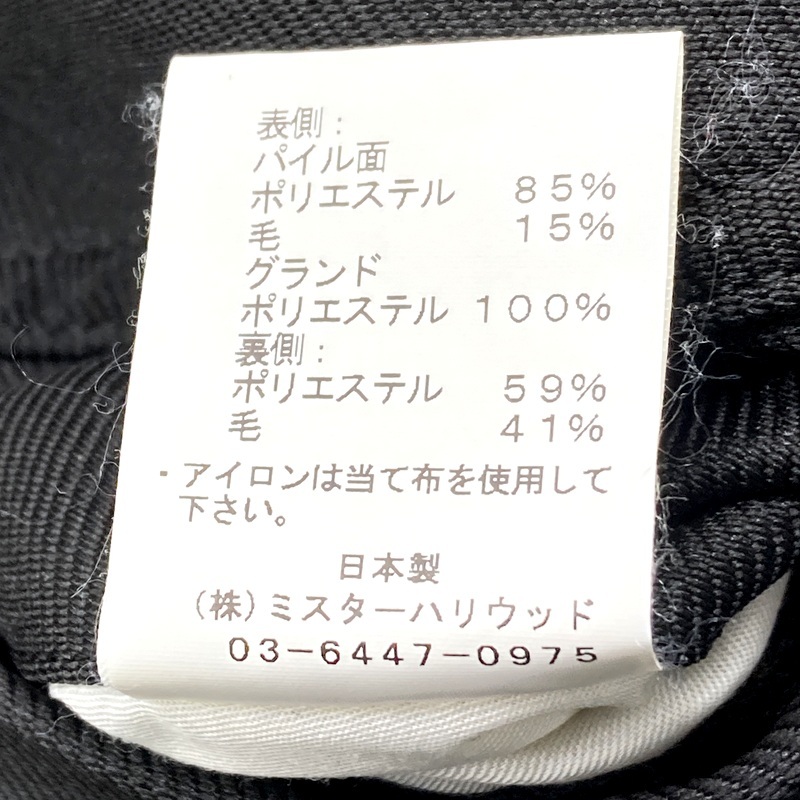 表側：
パイル面
ポリエステル 85%
毛 15%
グランド
ポリエステル 100%
裏側：
ポリエステル 59%
毛 41%
・アイロンは当て布を使用して
下さい。
日本製
(株)ミスターハリウッド
03-6447-0975